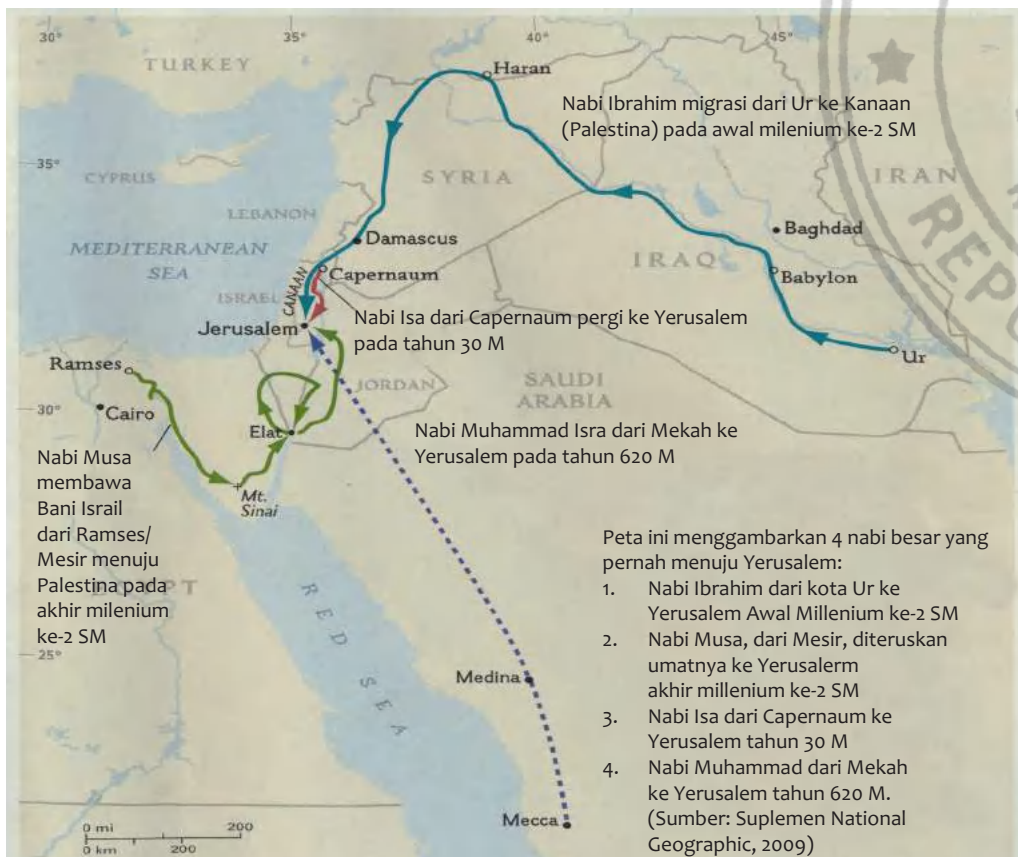 30°
35°
40°
45°
TURKEY
Haran
Nabi Ibrahim migrasi dari Ur ke Kanaan
(Palestina) pada awal milenium ke-2 SM
35°
CYPRUS
SYRIA
IRAN
REPU
LEBANON
MEDITERRANEAN
SEA
Damascus
Baghdad
IRAQ
Capernaum
Babylon
CANAAN
ISRAEL
Nabi Isa dari Capernaum pergi ke Yerusalem
pada tahun 30 M
Jerusalem
Ur
Ramses
JORDAN
SAUDI
ARABIA
30°
Cairo
Elat
Nabi Muhammad Isra dari Mekah ke
Yerusalem pada tahun 620 M
Nabi Musa
membawa
Bani Israil
dari Ramses/
Mesir menuju
Palestina pada
akhir milenium
ke-2 SM
Mt.
Sinai
EGYPT
RED SEA
25°
Medina
Mecca
Peta ini menggambarkan 4 nabi besar yang
pernah menuju Yerusalem:
1. Nabi Ibrahim dari kota Ur ke
Yerusalem Awal Millenium ke-2 SM
2. Nabi Musa, dari Mesir, diteruskan
umatnya ke Yerusalerm
akhir millenium ke-2 SM
3. Nabi Isa dari Capernaum ke
Yerusalem tahun 30 M
4. Nabi Muhammad dari Mekah
ke Yerusalem tahun 620 M.
(Sumber: Suplemen National
Geographic, 2009)
0 mi 200
0 km 200